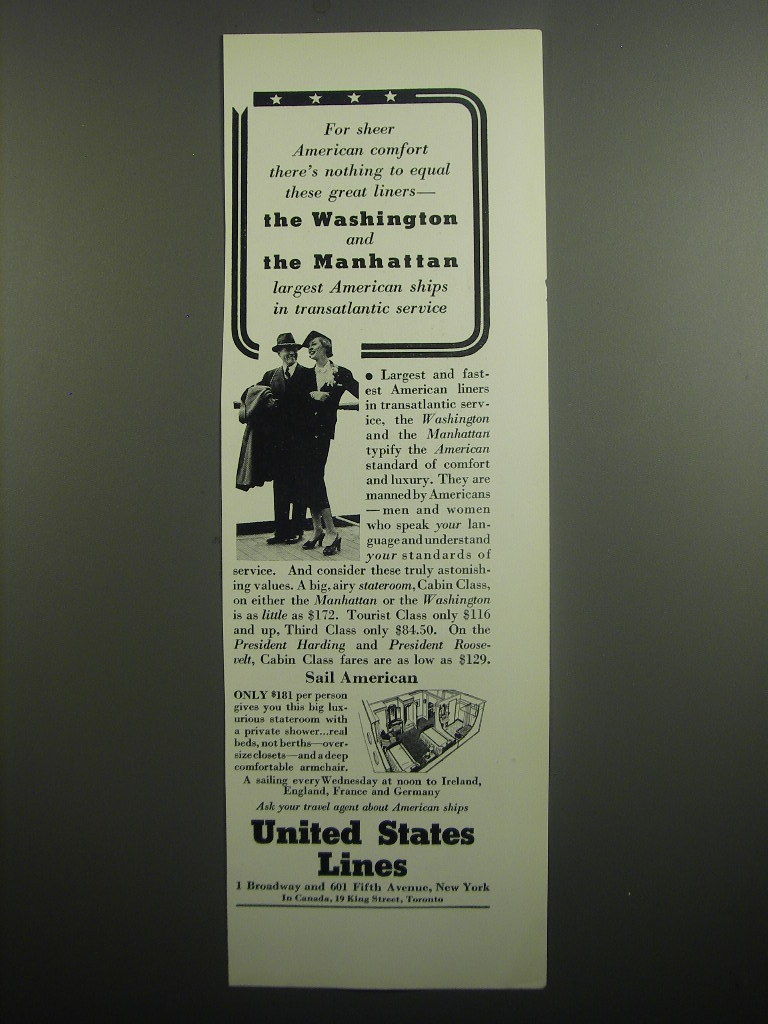 For sheer
American comfort
there's nothing to equal
these great liners—
the Washington
and
the Manhattan
largest American ships
in transatlantic service
• Largest and fast-
est American liners
in transatlantic serv-
ice, the Washington
and the Manhattan
typify the American
standard of comfort
and luxury. They are
manned by Americans
—men and women
who speak your lan-
guage and understand
your standards of
service. And consider these truly astonish-
ing values. A big, airy stateroom, Cabin Class,
on either the Manhattan or the Washington
is as little as $172. Tourist Class only $116
and up, Third Class only $84.50. On the
President Harding and President Roose-
velt, Cabin Class fares are as low as $129.
Sail American
ONLY $181 per person
gives you this big lux-
urious stateroom with
a private shower...real
beds, not berths—over-
size closets—and a deep
comfortable armchair.
A sailing every Wednesday at noon to Ireland,
England, France and Germany
Ask your travel agent about American ships
United States
Lines
1 Broadway and 601 Fifth Avenue, New York
In Canada, 19 King Street, Toronto